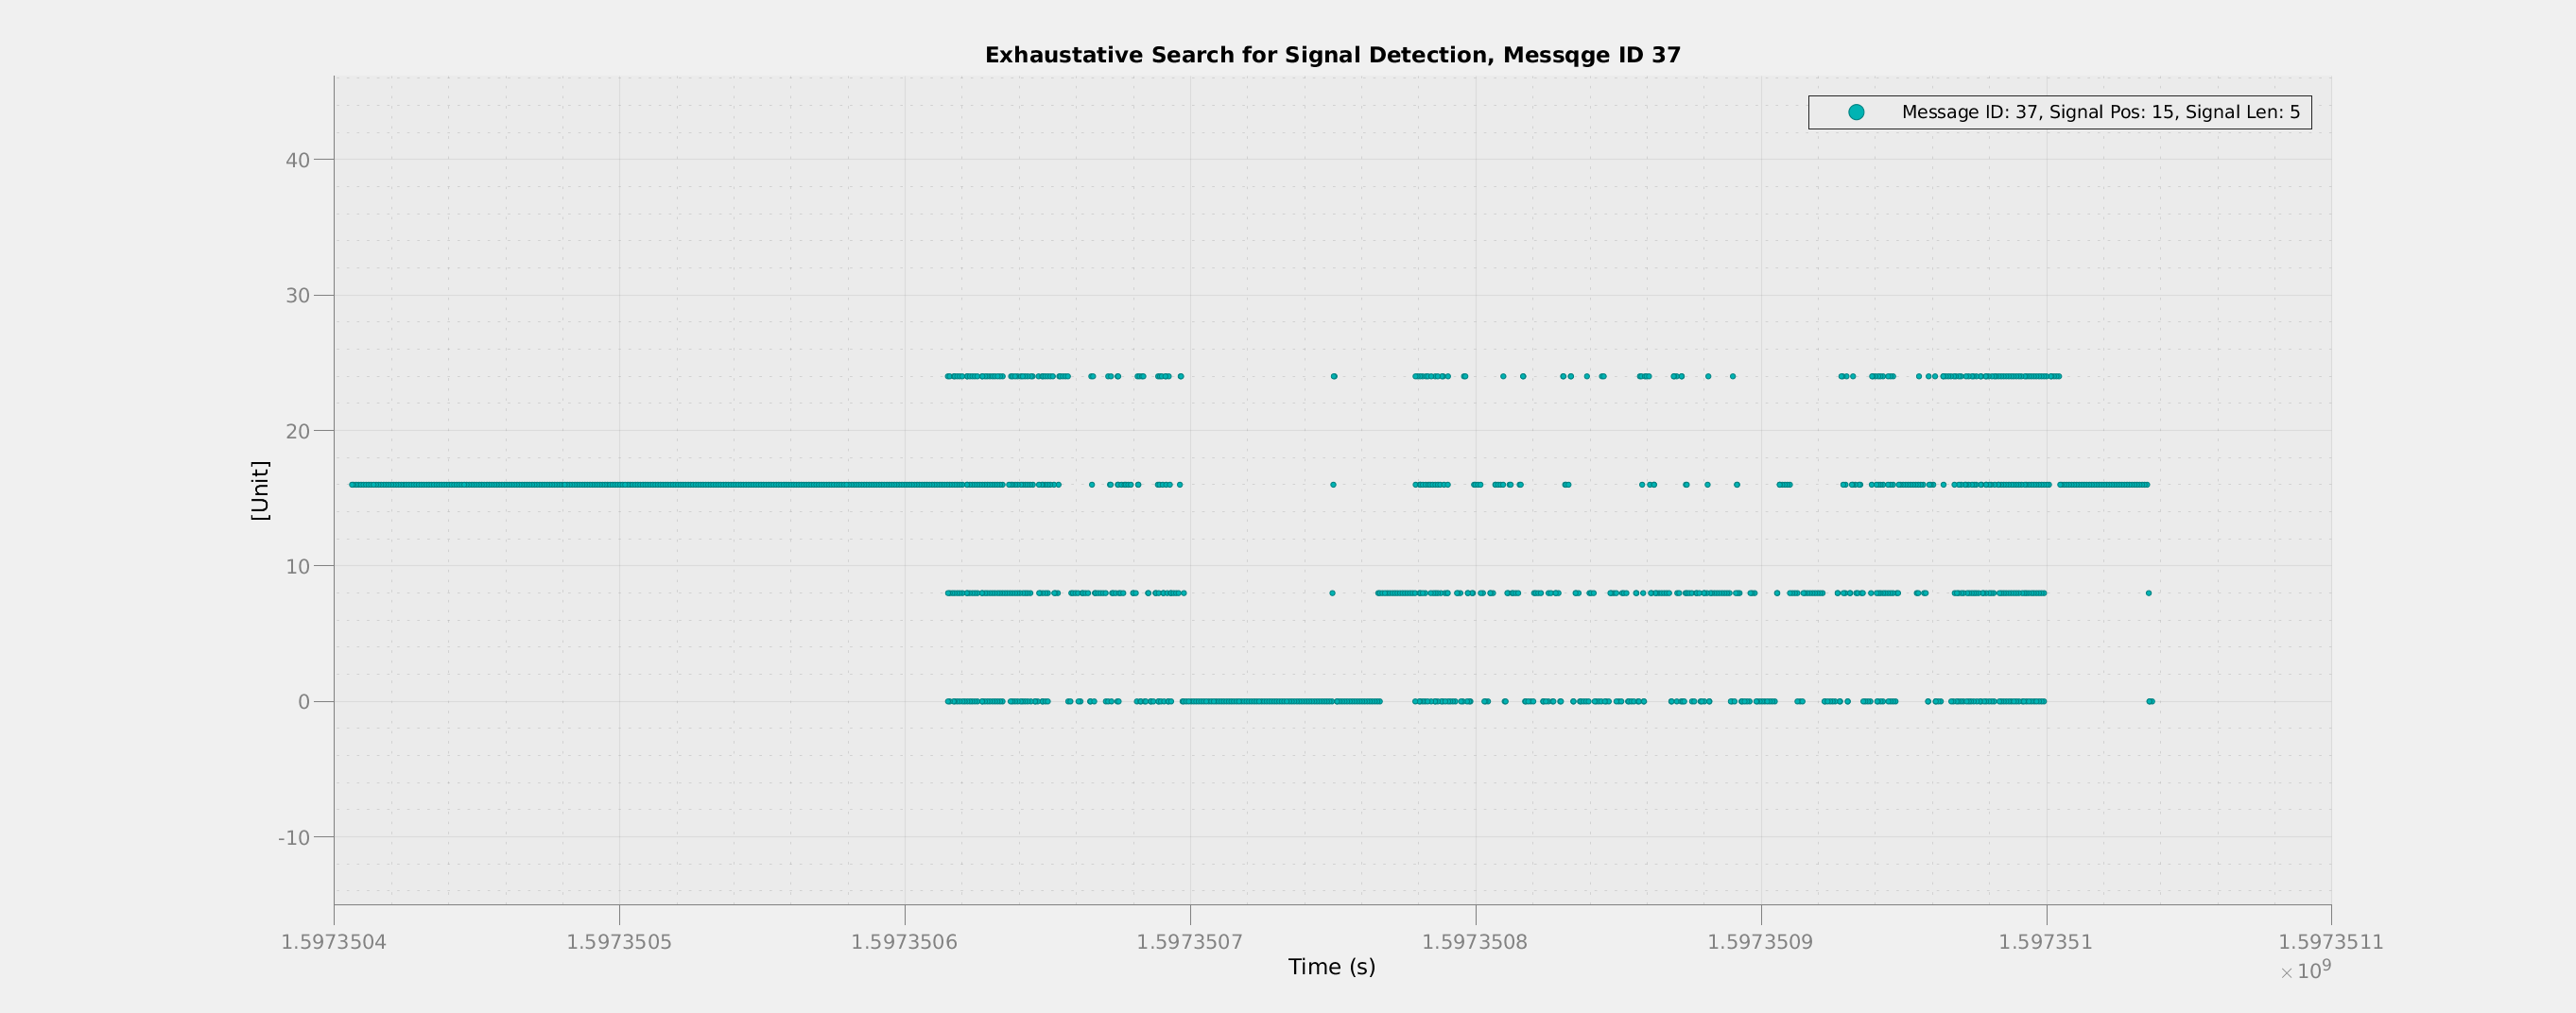 Exhaustative Search for Signal Detection, Messqge ID 37
Message ID: 37, Signal Pos: 15, Signal Len: 5
40
30
20
10
0
-10
[Unit]
1.5973504 1.5973505 1.5973506 1.5973507 1.5973508 1.5973509 1.597351 1.5973511
Time (s)
× 10⁹